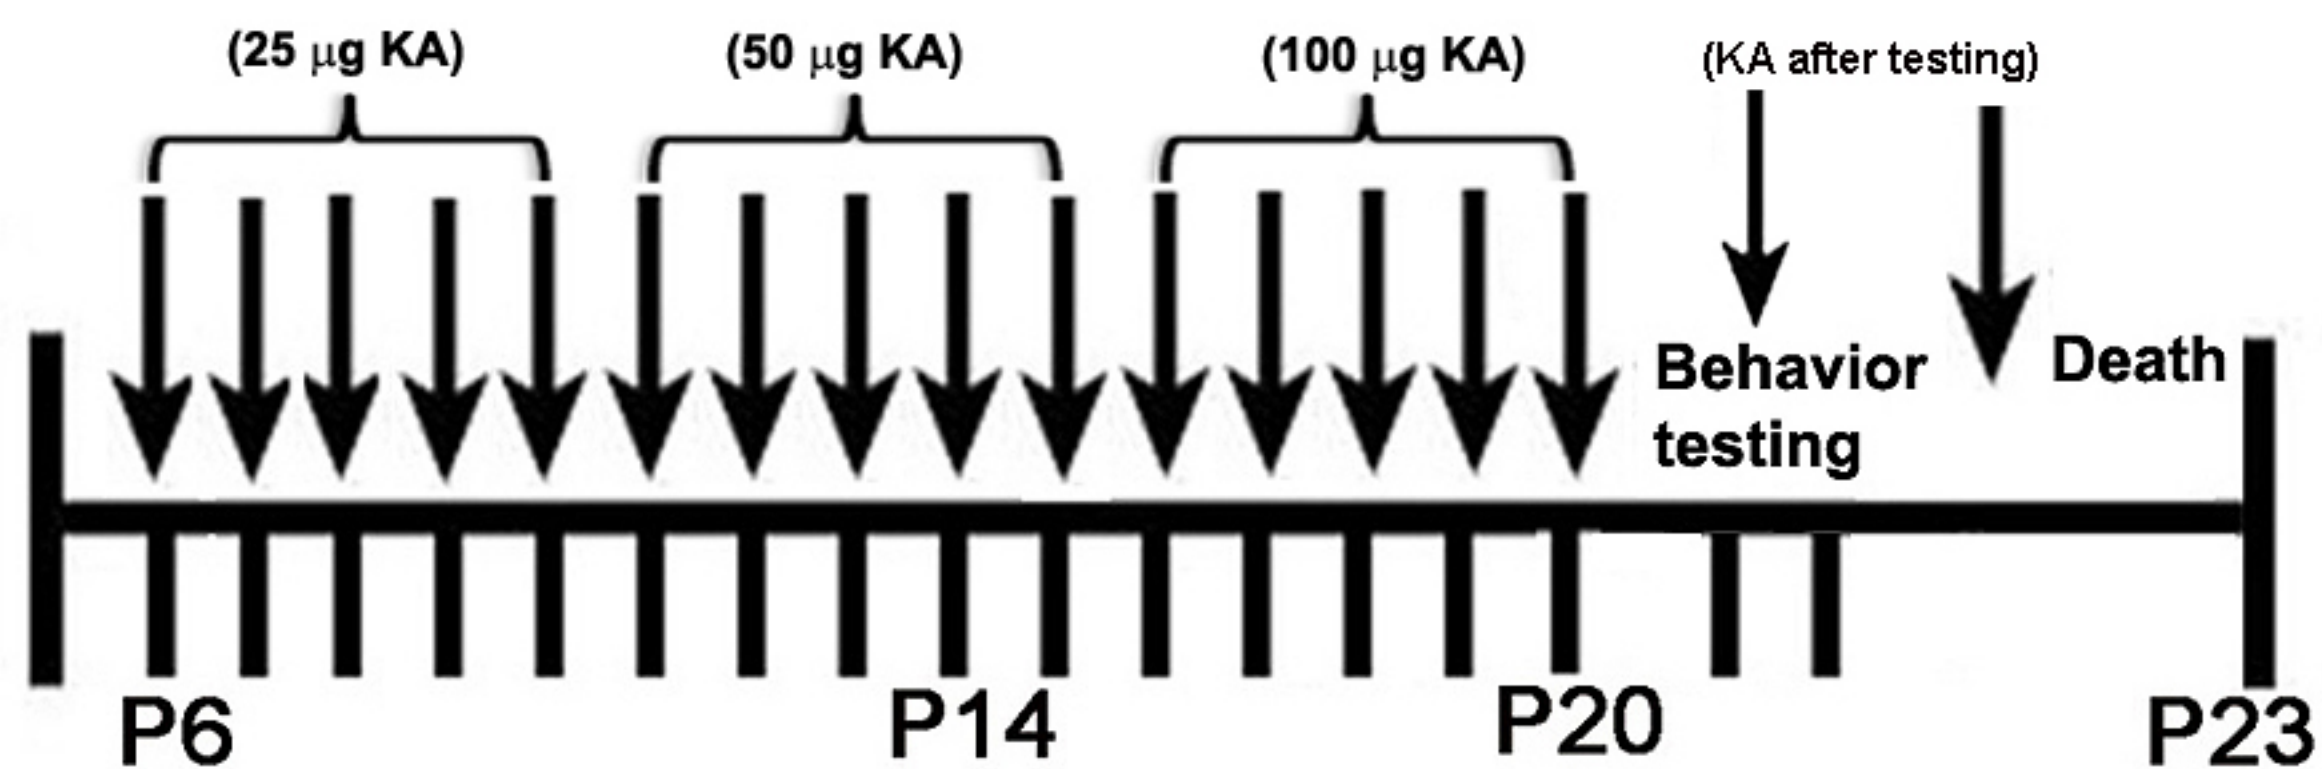 (25 μg KA)
(50 μg KA)
(100 μg KA)
(KA after testing)
Behavior
testing
Death
P6
P14
P20
P23